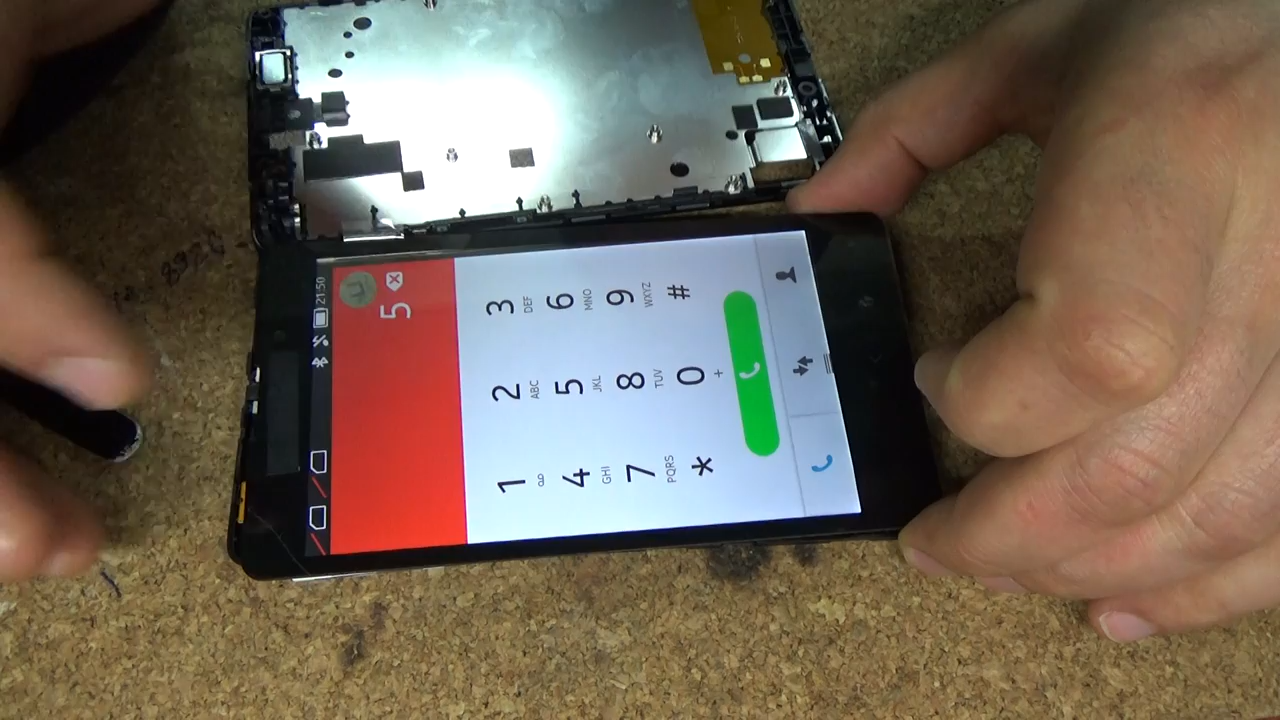 21:50
5
1 2 3
ABC DEF
4 5 6
GHI JKL MNO
7 8 9
PQRS TUV WXYZ
* 0 #
+